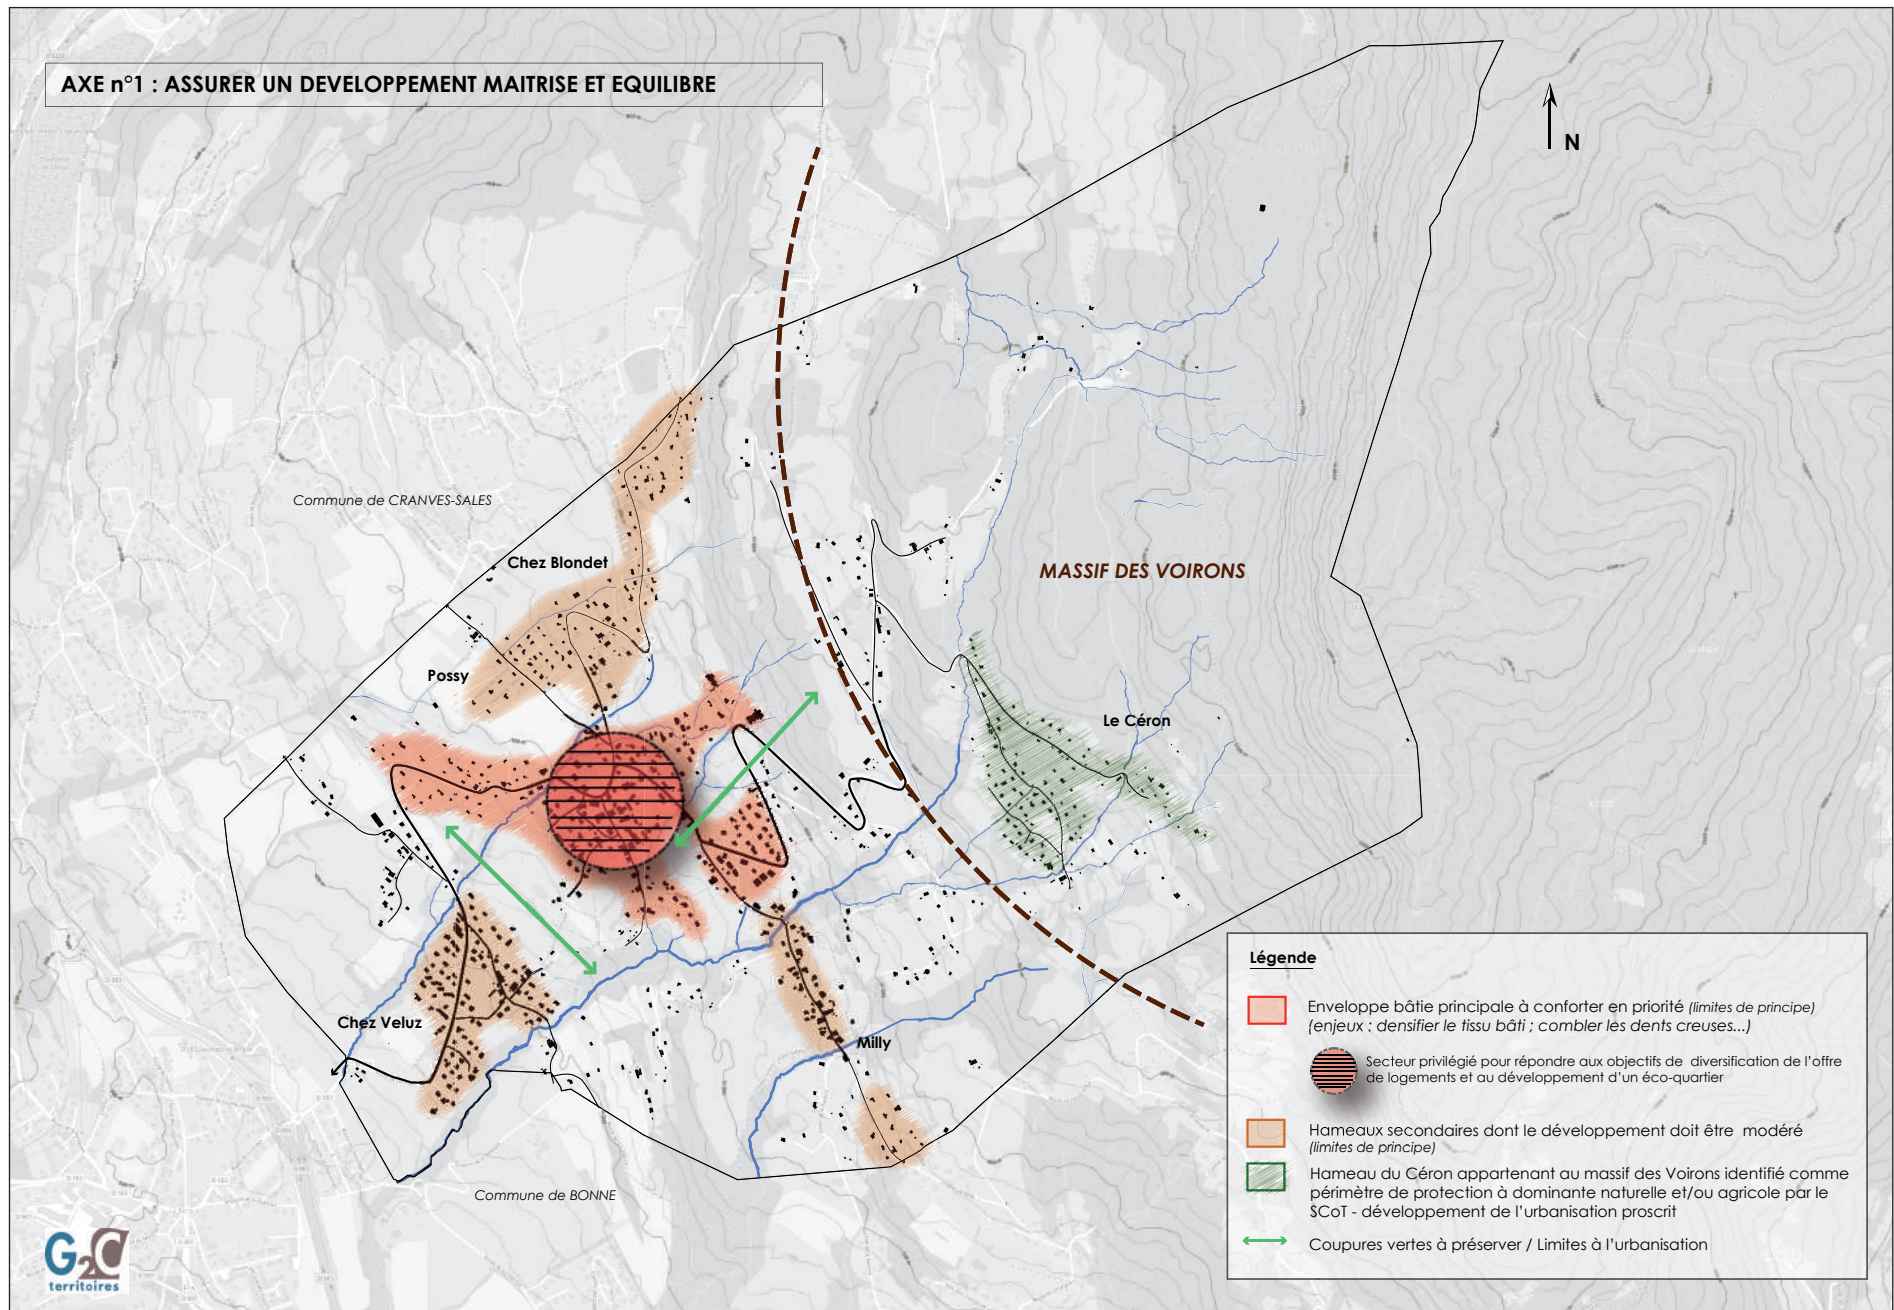 AXE n°1 : ASSURER UN DEVELOPPEMENT MAITRISE ET EQUILIBRE
N
Commune de CRANVES-SALES
Chez Blondet
MASSIF DES VOIRONS
Possy
Le Céron
Chez Veluz
Milly
Commune de BONNE
Légende
Enveloppe bâtie principale à conforter en priorité (limites de principe)
(enjeux : densifier le tissu bâti ; combler les dents creuses...)
Secteur privilégié pour répondre aux objectifs de diversification de l'offre
de logements et au développement d'un éco-quartier
Hameaux secondaires dont le développement doit être modéré
(limites de principe)
Hameau du Céron appartenant au massif des Voirons identifié comme
périmètre de protection à dominante naturelle et/ou agricole par le
SCoT - développement de l'urbanisation proscrit
Coupures vertes à préserver / Limites à l'urbanisation
G2C
territoires